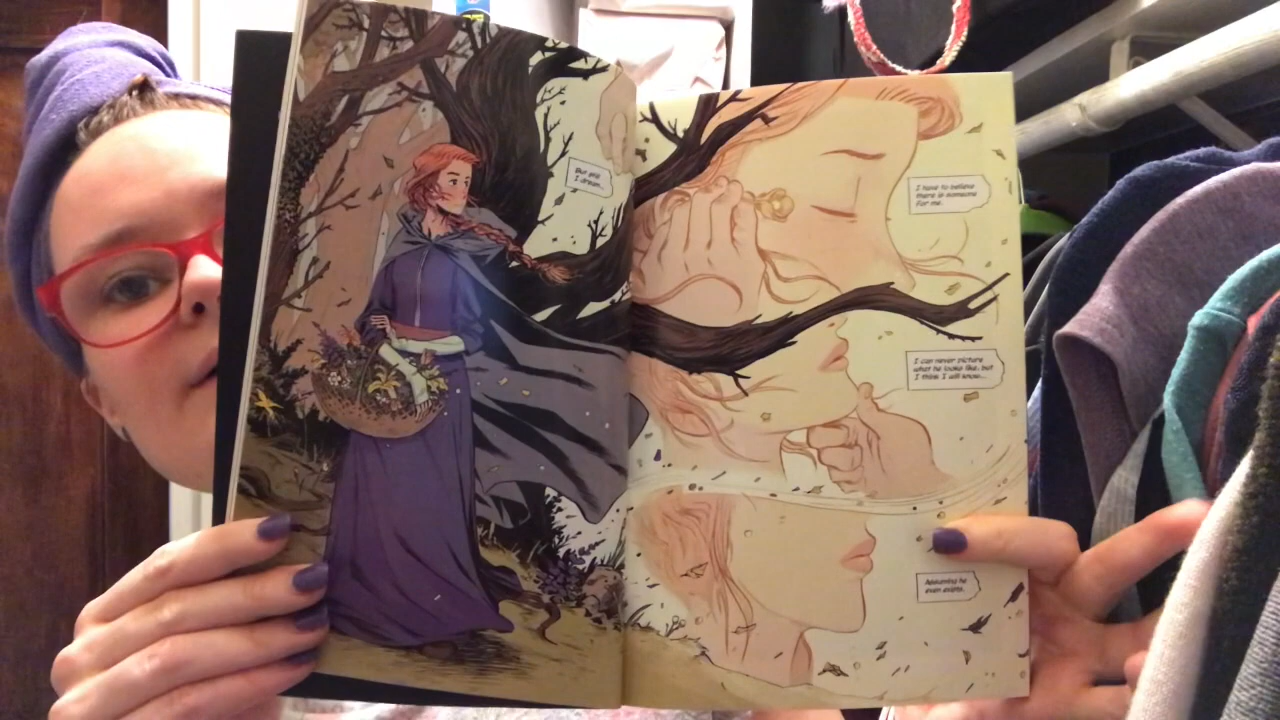 But still
I dream...
I have to believe
there is someone
for me.
I can never picture
what he looks like, but
I think I will know...
Assuming he
even exists.